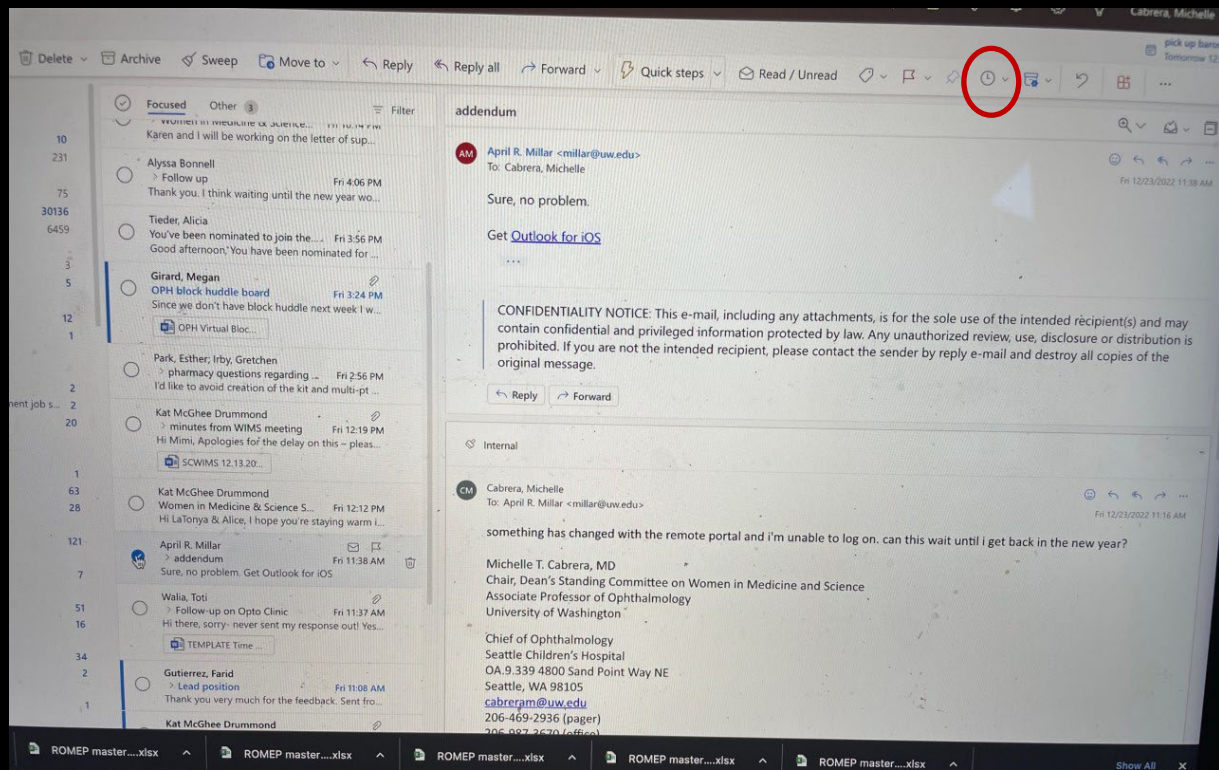 Cabrera, Michelle
pick up baro
Tomorrow 12
Delete
Archive
Sweep
Move to
Reply
Reply all
Forward
Quick steps
Read / Unread
Focused
Other 3
Filter
10
231
75
30136
6459
3
5
12
1
2
ment job s... 2
20
1
63
28
121
7
51
16
34
2
1
Women in Medicine & Science...
Karen and I will be working on the letter of sup...
Alyssa Bonnell
> Follow up Fri 4:06 PM
Thank you. I think waiting until the new year wo...
Tieder, Alicia
You've been nominated to join the... Fri 3:56 PM
Good afternoon,"You have been nominated for ...
Girard, Megan
OPH block huddle board Fri 3:24 PM
Since we don't have block huddle next week I w...
OPH Virtual Bloc...
Park, Esther; Irby, Gretchen
> pharmacy questions regarding ... Fri 2:56 PM
I'd like to avoid creation of the kit and multi-pt ...
Kat McGhee Drummond
> minutes from WIMS meeting Fri 12:19 PM
Hi Mimi, Apologies for the delay on this – pleas...
SCWIMS 12.13.20...
Kat McGhee Drummond
Women in Medicine & Science S... Fri 12:12 PM
Hi LaTonya & Alice, I hope you're staying warm i...
April R. Millar
> addendum Fri 11:38 AM
Sure, no problem. Get Outlook for iOS
Walia, Toti
> Follow-up on Opto Clinic Fri 11:37 AM
Hi there, sorry- never sent my response out! Yes...
TEMPLATE Time ...
Gutierrez, Farid
> Lead position Fri 11:08 AM
Thank you very much for the feedback. Sent fro...
Kat McGhee Drummond
addendum
AM
April R. Millar <millar@uw.edu>
To: Cabrera, Michelle
Fri 12/23/2022 11:38 AM
Sure, no problem.
Get Outlook for iOS
...
CONFIDENTIALITY NOTICE: This e-mail, including any attachments, is for the sole use of the intended recipient(s) and may
contain confidential and privileged information protected by law. Any unauthorized review, use, disclosure or distribution is
prohibited. If you are not the intended recipient, please contact the sender by reply e-mail and destroy all copies of the
original message.
Reply
Forward
Internal
CM
Cabrera, Michelle
To: April R. Millar <millar@uw.edu>
Fri 12/23/2022 11:16 AM
something has changed with the remote portal and i'm unable to log on. can this wait until i get back in the new year?
Michelle T. Cabrera, MD
Chair, Dean's Standing Committee on Women in Medicine and Science
Associate Professor of Ophthalmology
University of Washington
Chief of Ophthalmology
Seattle Children's Hospital
OA.9.339 4800 Sand Point Way NE
Seattle, WA 98105
cabreram@uw.edu
206-469-2936 (pager)
206-987-3670 (office)
ROMEP master....xlsx
ROMEP master....xlsx
ROMEP master....xlsx
ROMEP master....xlsx
ROMEP master....xlsx
Show All
X